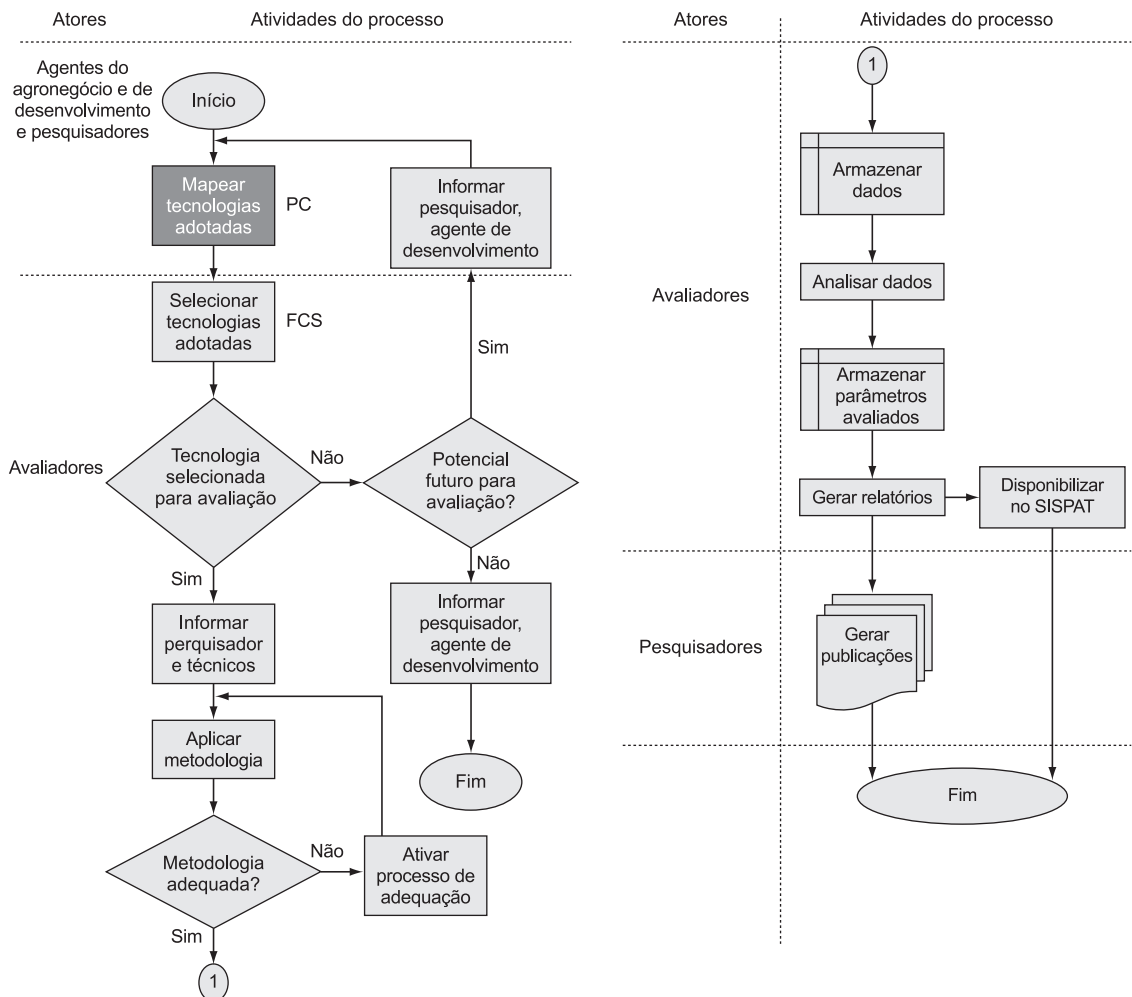 Atores
Atividades do processo
Agentes do
agronegócio e de
desenvolvimento
e pesquisadores
Início
Mapear
tecnologias
adotadas
PC
Informar
pesquisador,
agente de
desenvolvimento
Selecionar
tecnologias
adotadas
FCS
Sim
Avaliadores
Tecnologia
selecionada
para avaliação
Não
Potencial
futuro para
avaliação?
Sim
Não
Informar
perquisador
e técnicos
Informar
pesquisador,
agente de
desenvolvimento
Aplicar
metodologia
Fim
Metodologia
adequada?
Não
Ativar
processo de
adequação
Sim
1
Atores
Atividades do processo
1
Armazenar
dados
Avaliadores
Analisar dados
Armazenar
parâmetros
avaliados
Gerar relatórios
Disponibilizar
no SISPAT
Pesquisadores
Gerar
publicações
Fim